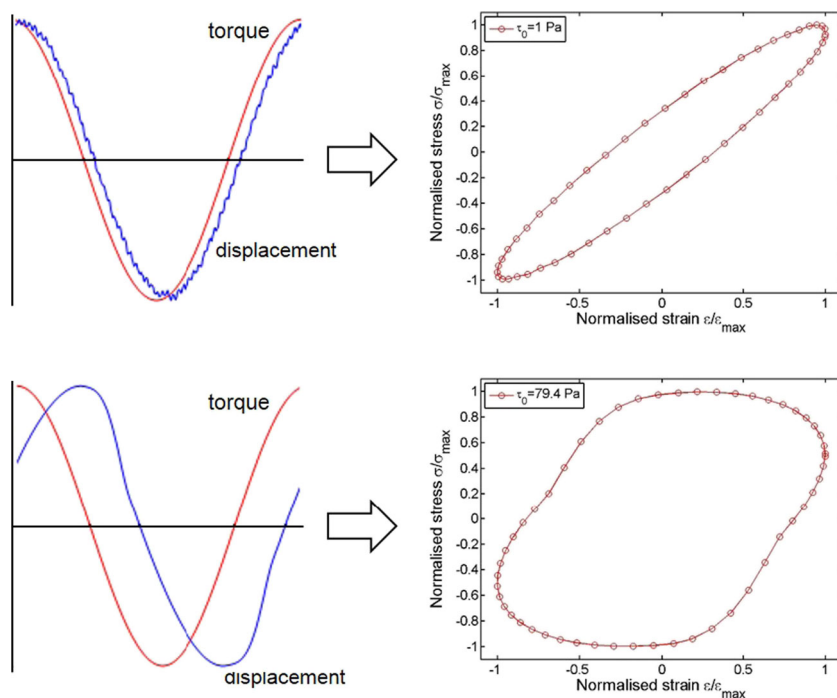 torque
displacement
τ₀=1 Pa
Normalised stress σ/σmax
1
0.8
0.6
0.4
0.2
0
-0.2
-0.4
-0.6
-0.8
-1
-1 -0.5 0 0.5 1
Normalised strain ε/εmax
torque
displacement
τ₀=79.4 Pa
Normalised stress σ/σmax
1
0.8
0.6
0.4
0.2
0
-0.2
-0.4
-0.6
-0.8
-1
-1 -0.5 0 0.5 1
Normalised strain ε/εmax